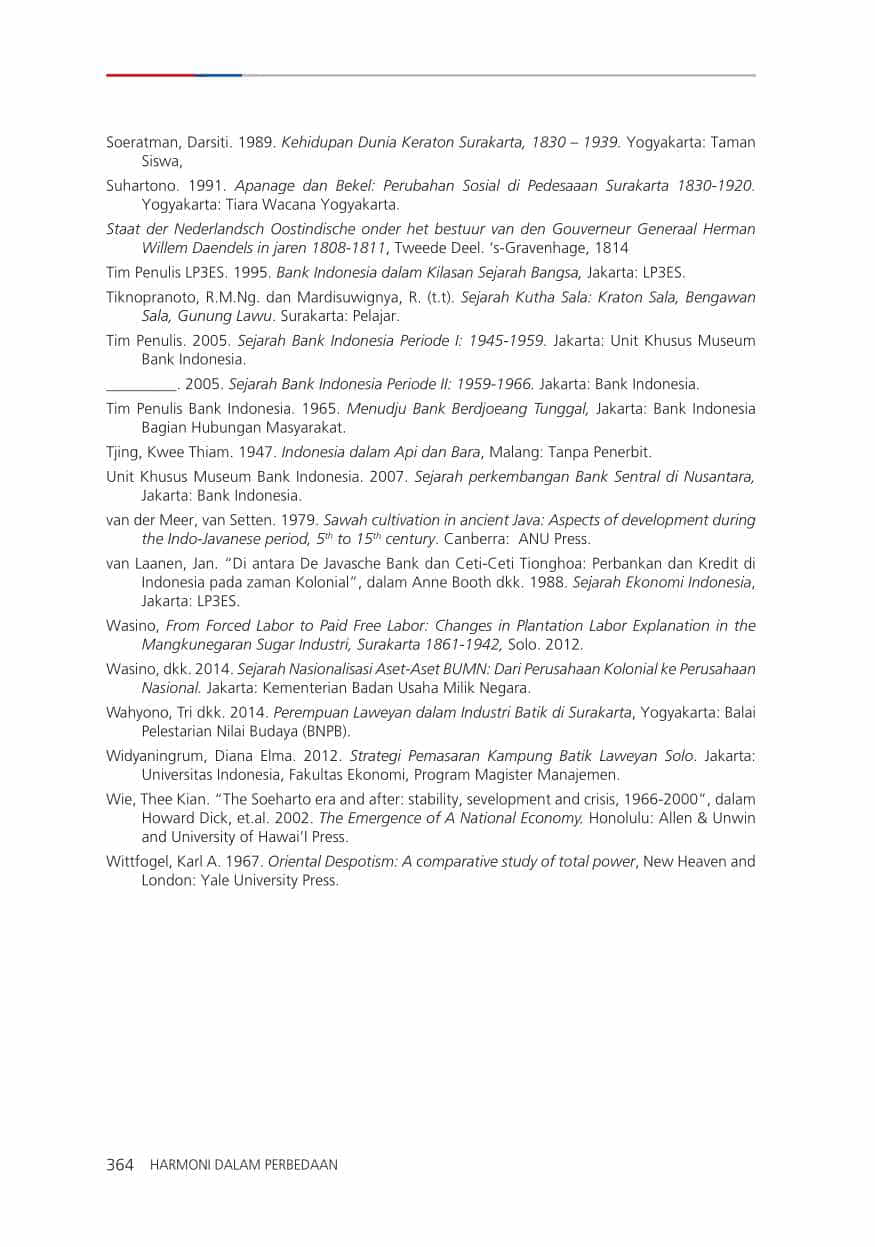 Soeratman, Darsiti. 1989. Kehidupan Dunia Keraton Surakarta, 1830 – 1939. Yogyakarta: Taman
Siswa,
Suhartono. 1991. Apanage dan Bekel: Perubahan Sosial di Pedesaaan Surakarta 1830-1920.
Yogyakarta: Tiara Wacana Yogyakarta.
Staat der Nederlandsch Oostindische onder het bestuur van den Gouverneur Generaal Herman
Willem Daendels in jaren 1808-1811, Tweede Deel. ‘s-Gravenhage, 1814
Tim Penulis LP3ES. 1995. Bank Indonesia dalam Kilasan Sejarah Bangsa, Jakarta: LP3ES.
Tiknopranoto, R.M.Ng. dan Mardisuwignya, R. (t.t). Sejarah Kutha Sala: Kraton Sala, Bengawan
Sala, Gunung Lawu. Surakarta: Pelajar.
Tim Penulis. 2005. Sejarah Bank Indonesia Periode I: 1945-1959. Jakarta: Unit Khusus Museum
Bank Indonesia.
_________. 2005. Sejarah Bank Indonesia Periode II: 1959-1966. Jakarta: Bank Indonesia.
Tim Penulis Bank Indonesia. 1965. Menudju Bank Berdjoeang Tunggal, Jakarta: Bank Indonesia
Bagian Hubungan Masyarakat.
Tjing, Kwee Thiam. 1947. Indonesia dalam Api dan Bara, Malang: Tanpa Penerbit.
Unit Khusus Museum Bank Indonesia. 2007. Sejarah perkembangan Bank Sentral di Nusantara,
Jakarta: Bank Indonesia.
van der Meer, van Setten. 1979. Sawah cultivation in ancient Java: Aspects of development during
the Indo-Javanese period, 5th to 15th century. Canberra:  ANU Press.
van Laanen, Jan. “Di antara De Javasche Bank dan Ceti-Ceti Tionghoa: Perbankan dan Kredit di
Indonesia pada zaman Kolonial”, dalam Anne Booth dkk. 1988. Sejarah Ekonomi Indonesia,
Jakarta: LP3ES.
Wasino, From Forced Labor to Paid Free Labor: Changes in Plantation Labor Explanation in the
Mangkunegaran Sugar Industri, Surakarta 1861-1942, Solo. 2012.
Wasino, dkk. 2014. Sejarah Nasionalisasi Aset-Aset BUMN: Dari Perusahaan Kolonial ke Perusahaan
Nasional. Jakarta: Kementerian Badan Usaha Milik Negara.
Wahyono, Tri dkk. 2014. Perempuan Laweyan dalam Industri Batik di Surakarta, Yogyakarta: Balai
Pelestarian Nilai Budaya (BNPB).
Widyaningrum, Diana Elma. 2012. Strategi Pemasaran Kampung Batik Laweyan Solo. Jakarta:
Universitas Indonesia, Fakultas Ekonomi, Program Magister Manajemen.
Wie, Thee Kian. “The Soeharto era and after: stability, sevelopment and crisis, 1966-2000”, dalam
Howard Dick, et.al. 2002. The Emergence of A National Economy. Honolulu: Allen & Unwin
and University of Hawai’I Press.
Wittfogel, Karl A. 1967. Oriental Despotism: A comparative study of total power, New Heaven and
London: Yale University Press.
364 HARMONI DALAM PERBEDAAN